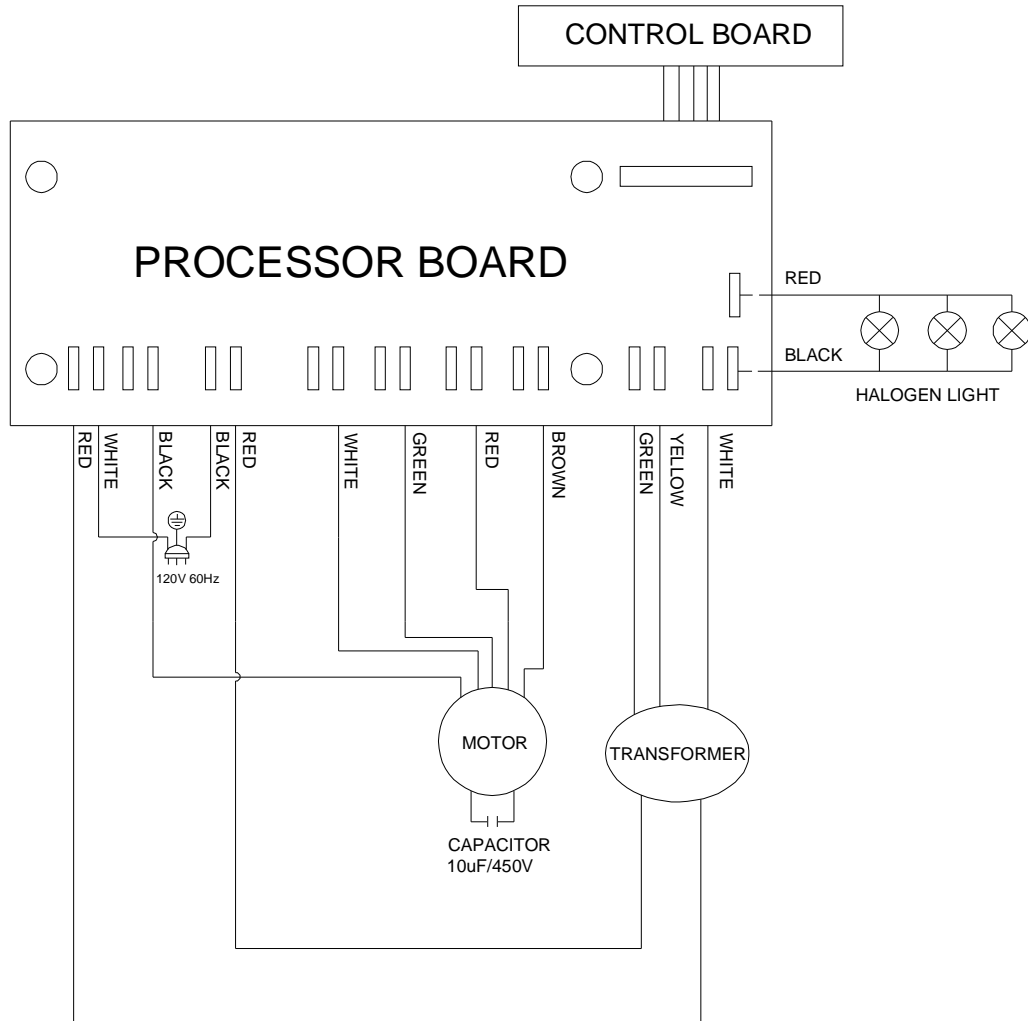 CONTROL BOARD
PROCESSOR BOARD
RED
BLACK
HALOGEN LIGHT
RED
WHITE
BLACK
BLACK
RED
WHITE
GREEN
RED
BROWN
GREEN
YELLOW
WHITE
120V 60Hz
MOTOR
TRANSFORMER
CAPACITOR
10uF/450V